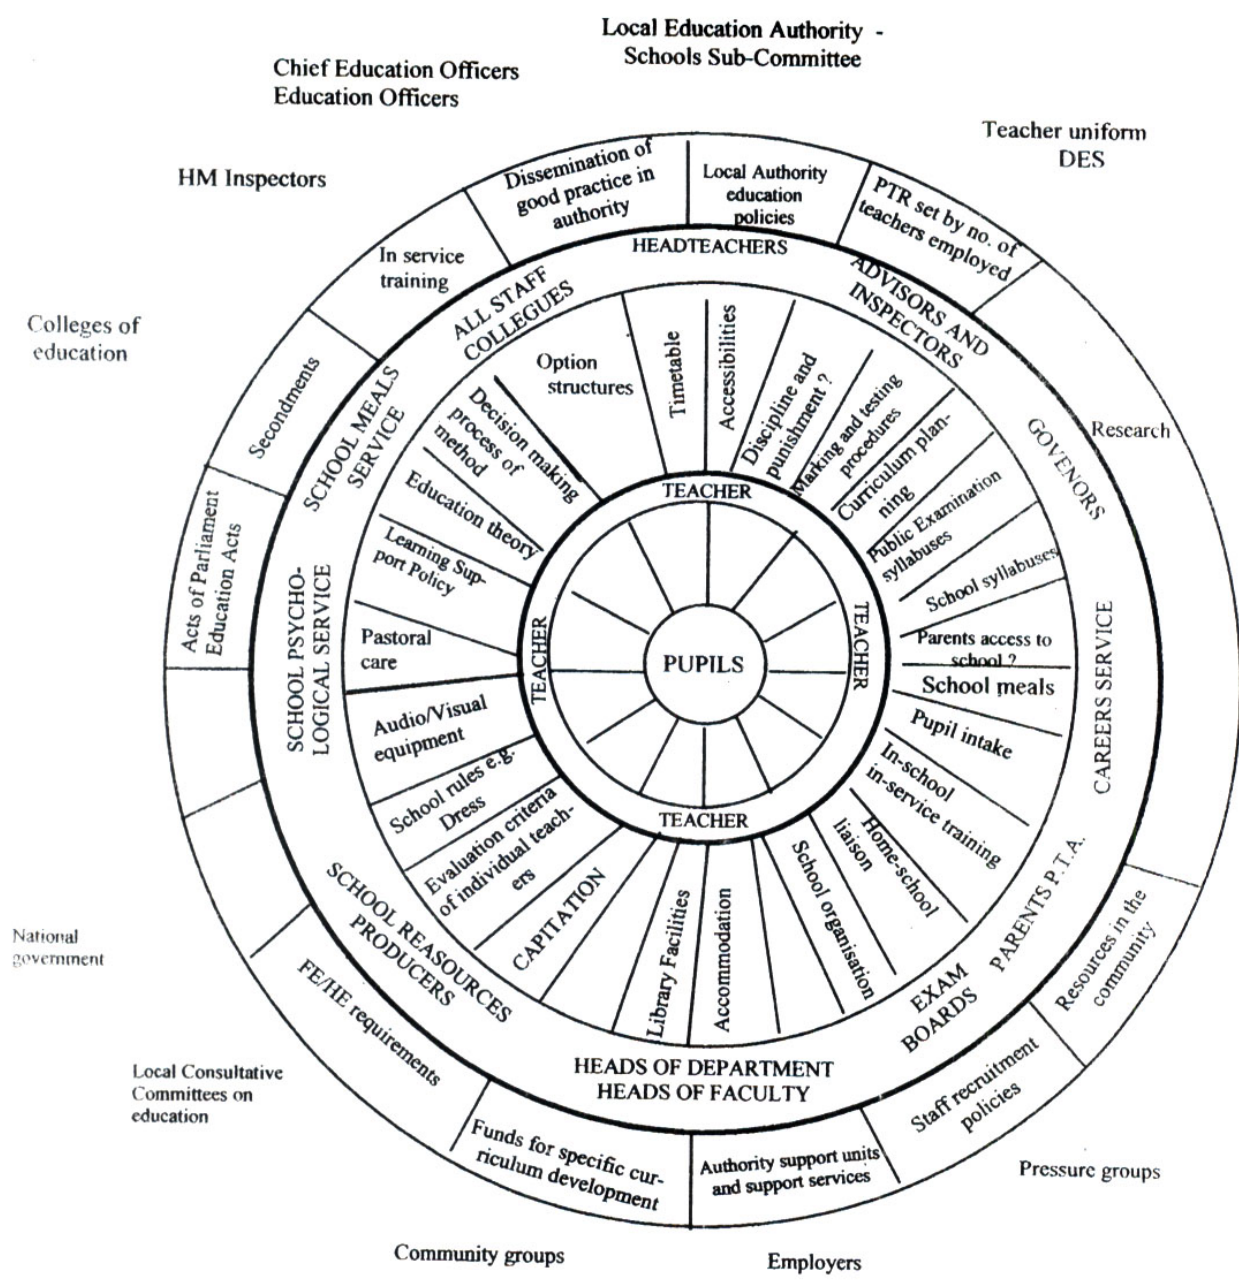 Local Education Authority -
Schools Sub-Committee
Chief Education Officers
Education Officers
Teacher uniform
DES
HM Inspectors
Colleges of
education
National
government
Local Consultative
Committees on
education
Community groups
Employers
Pressure groups
Dissemination of
good practice in
authority
Local Authority
education
policies
PTR set by no. of
teachers employed
Research
Resources in the
community
Staff recruitment
policies
Authority support units
and support services
Funds for specific cur-
riculum development
FE/HE requirements
Acts of Parliament
Education Acts
Secondments
In service
training
HEADTEACHERS
ADVISORS AND
INSPECTORS
GOVENORS
CAREERS SERVICE
PARENTS P.T.A.
EXAM
BOARDS
HEADS OF DEPARTMENT
HEADS OF FACULTY
SCHOOL REASOURCES
PRODUCERS
SCHOOL PSYCHO-
LOGICAL SERVICE
SCHOOL MEALS
SERVICE
ALL STAFF
COLLEGUES
Option
structures
Timetable
Accessibilities
Discipline and
punishment ?
Marking and testing
procedures
Curriculum plan-
ning
Public Examination
syllabuses
School syllabuses
Parents access to
school ?
School meals
Pupil intake
In-school
in-service training
Home-school
liaison
School organisation
Accommodation
Library Facilities
CAPITATION
Evaluation criteria
of individual teach-
ers
School rules e.g.
Dress
Audio/Visual
equipment
Pastoral
care
Learning Sup-
port Policy
Education theory
Decision making
process of
method
TEACHER
TEACHER
TEACHER
TEACHER
PUPILS